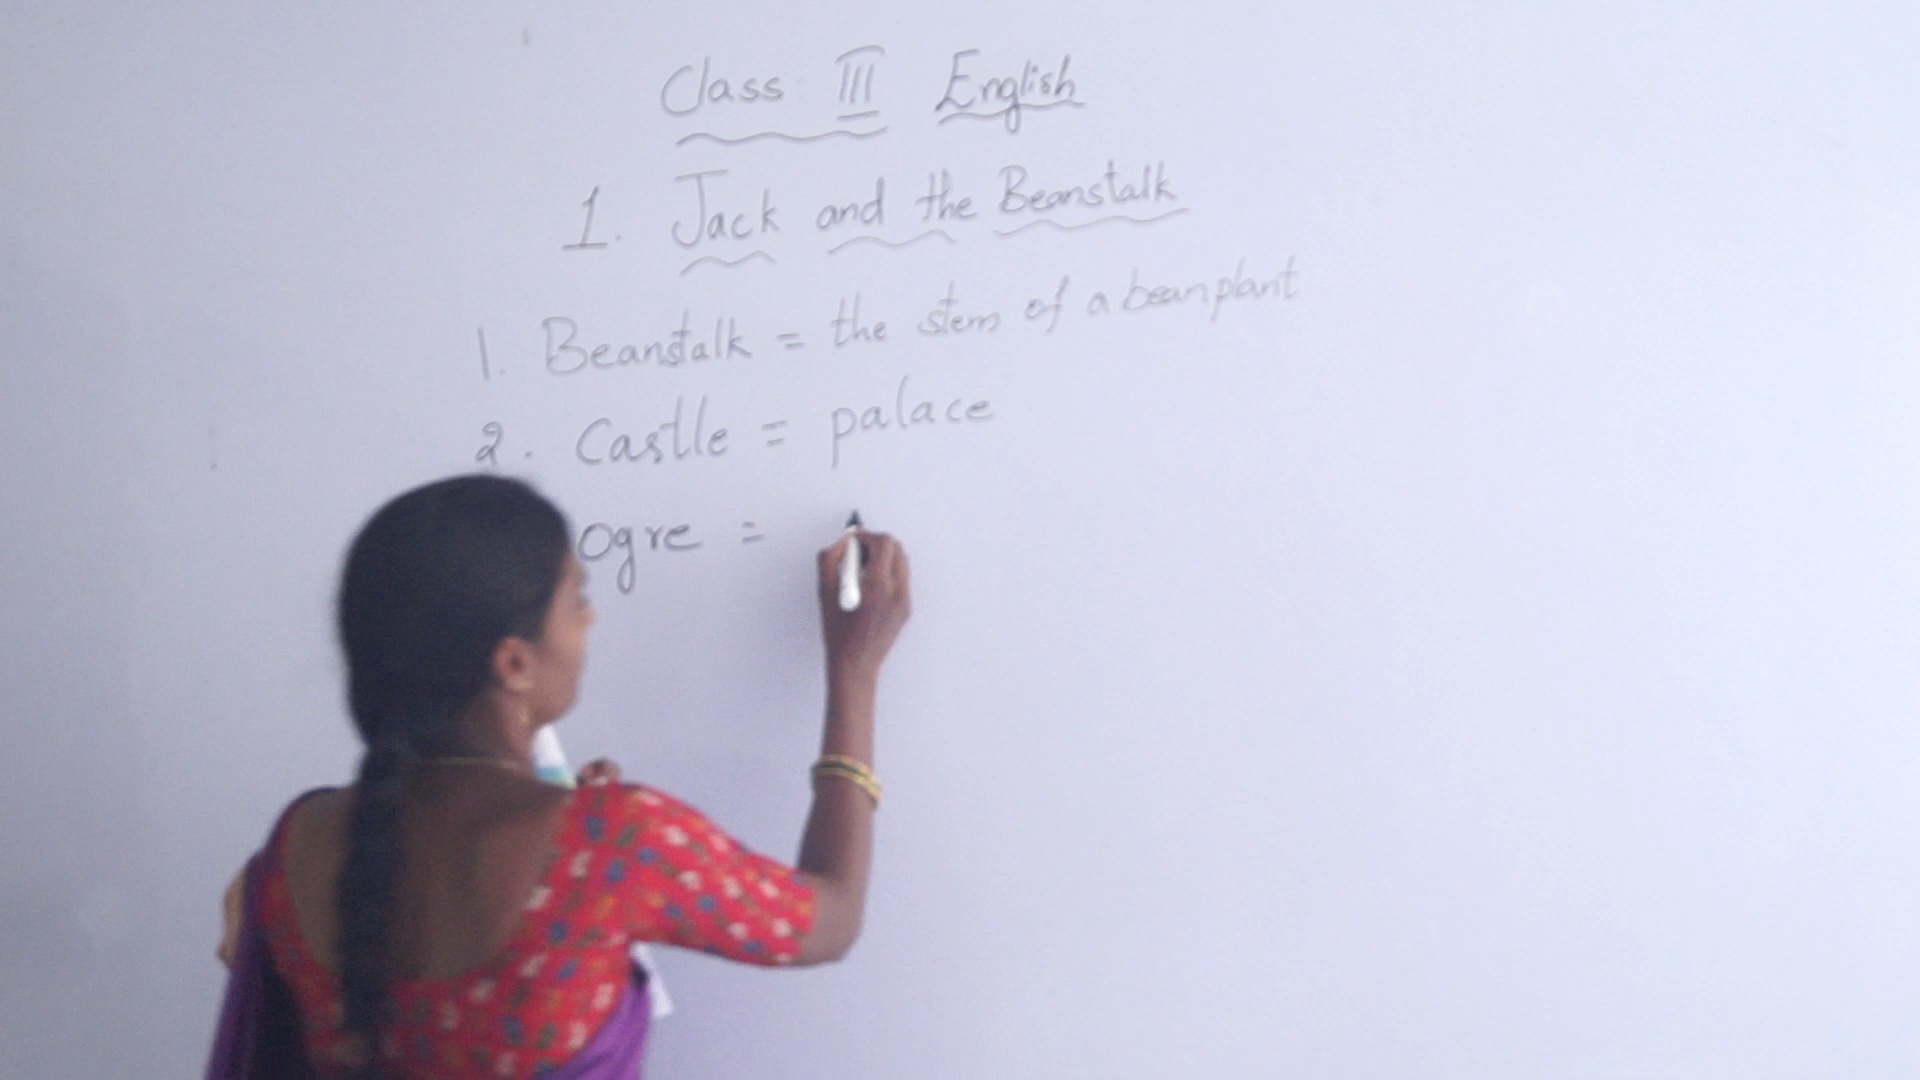 Class III English
1. Jack and the Beanstalk
1. Beanstalk = the stem of a bean plant
2. Castle = palace
ogre =